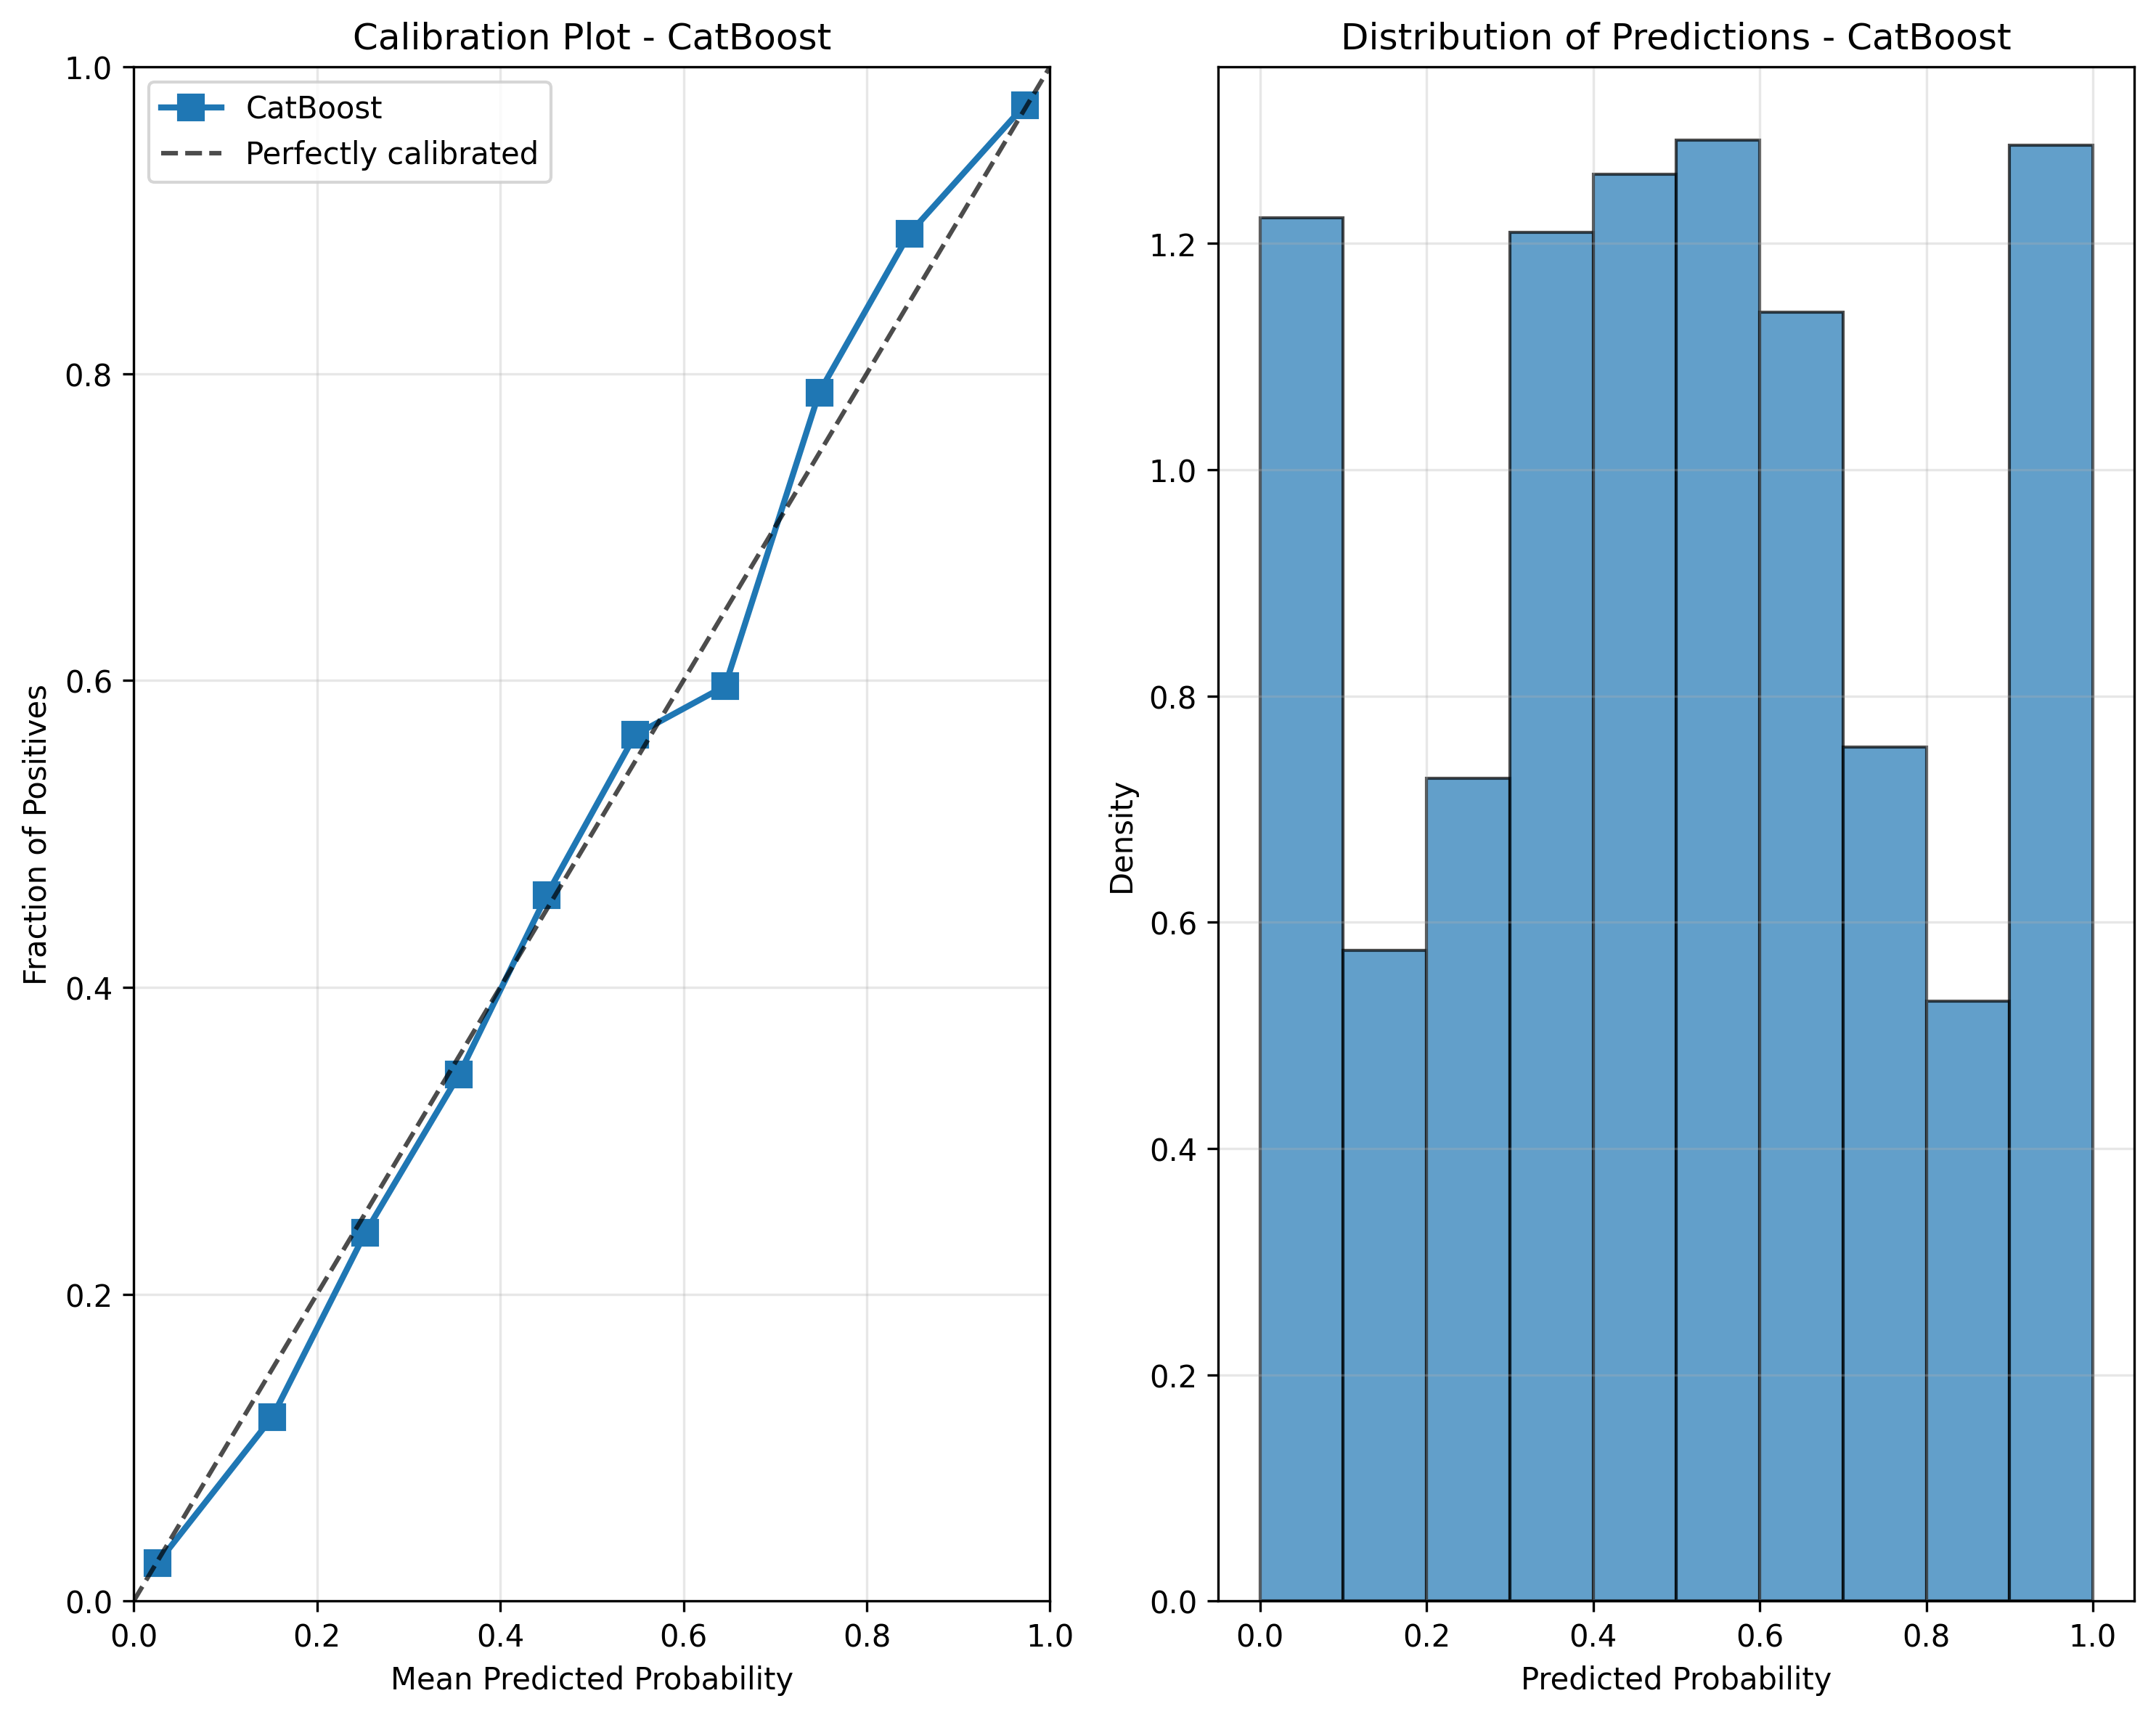 Calibration Plot - CatBoost
CatBoost
Perfectly calibrated
1.0
0.8
0.6
0.4
0.2
0.0
Fraction of Positives
0.0 0.2 0.4 0.6 0.8 1.0
Mean Predicted Probability
Distribution of Predictions - CatBoost
1.2
1.0
0.8
0.6
0.4
0.2
0.0
Density
0.0 0.2 0.4 0.6 0.8 1.0
Predicted Probability